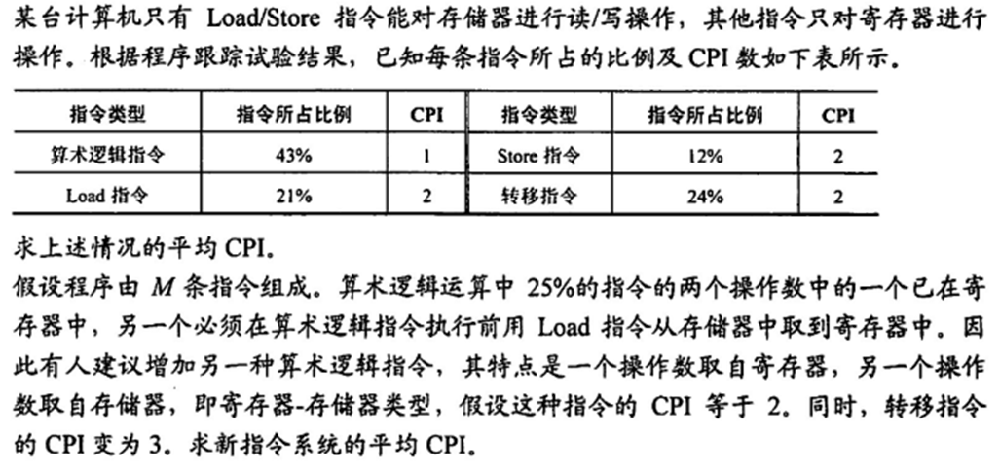 某台计算机只有 Load/Store 指令能对存储器进行读/写操作，其他指令只对寄存器进行
操作。根据程序跟踪试验结果，已知每条指令所占的比例及 CPI 数如下表所示。
指令类型 指令所占比例 CPI 指令类型 指令所占比例 CPI
算术逻辑指令 43% 1 Store 指令 12% 2
Load 指令 21% 2 转移指令 24% 2
求上述情况的平均 CPI。
假设程序由 M 条指令组成。算术逻辑运算中 25%的指令的两个操作数中的一个已在寄
存器中，另一个必须在算术逻辑指令执行前用 Load 指令从存储器中取到寄存器中。因
此有人建议增加另一种算术逻辑指令，其特点是一个操作数取自寄存器，另一个操作
数取自存储器，即寄存器-存储器类型，假设这种指令的 CPI 等于 2。同时，转移指令
的 CPI 变为 3。求新指令系统的平均 CPI。